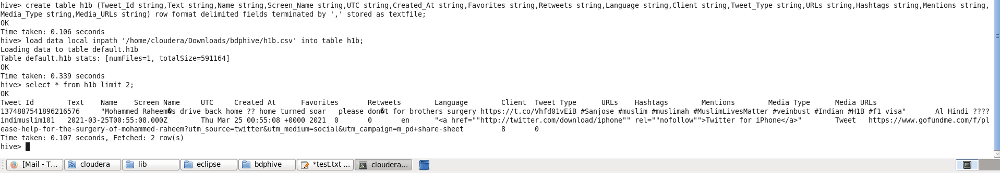 hive> create table h1b (Tweet_Id string,Text string,Name string,Screen_Name string,UTC string,Created_At string,Favorites string,Retweets string,Language string,Client string,Tweet_Type string,URLs string,Hashtags string,Mentions string,
Media_Type string,Media_URLs string) row format delimited fields terminated by ',' stored as textfile;
OK
Time taken: 0.106 seconds
hive> load data local inpath '/home/cloudera/Downloads/bdphive/h1b.csv' into table h1b;
Loading data to table default.h1b
Table default.h1b stats: [numFiles=1, totalSize=591164]
OK
Time taken: 0.339 seconds
hive> select * from h1b limit 2;
OK
Tweet Id Text Name Screen Name UTC Created At Favorites Retweets Language Client Tweet Type URLs Hashtags Mentions Media Type Media URLs
1374887541896216576 "Mohammed Raheem�s drive back home ?? home turned soar please don�t for brothers surgery https://t.co/Vhfd01vEiB #Sanjose #muslim #muslimah #MuslimLivesMatter #veinbust #Indian #H1B #f1 visa" Al Hindi ????
indimuslim101 2021-03-25T00:55:08.000Z Thu Mar 25 00:55:08 +0000 2021 0 0 en "<a href=""http://twitter.com/download/iphone"" rel=""nofollow"">Twitter for iPhone</a>" Tweet https://www.gofundme.com/f/pl
ease-help-for-the-surgery-of-mohammed-raheem?utm_source=twitter&utm_medium=social&utm_campaign=m_pd+share-sheet 8 0
Time taken: 0.107 seconds, Fetched: 2 row(s)
hive>
[Mail - T... cloudera lib eclipse bdphive *test.txt ... cloudera...